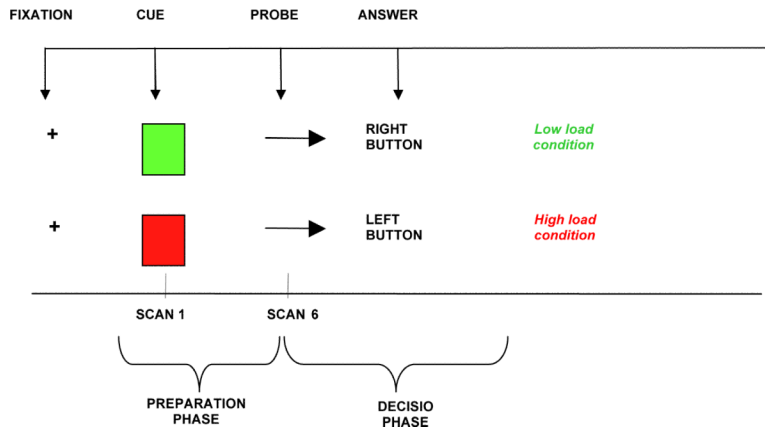 FIXATION CUE PROBE ANSWER
+ RIGHT BUTTON Low load condition
+ LEFT BUTTON High load condition
SCAN 1 SCAN 6
PREPARATION PHASE DECISIO PHASE